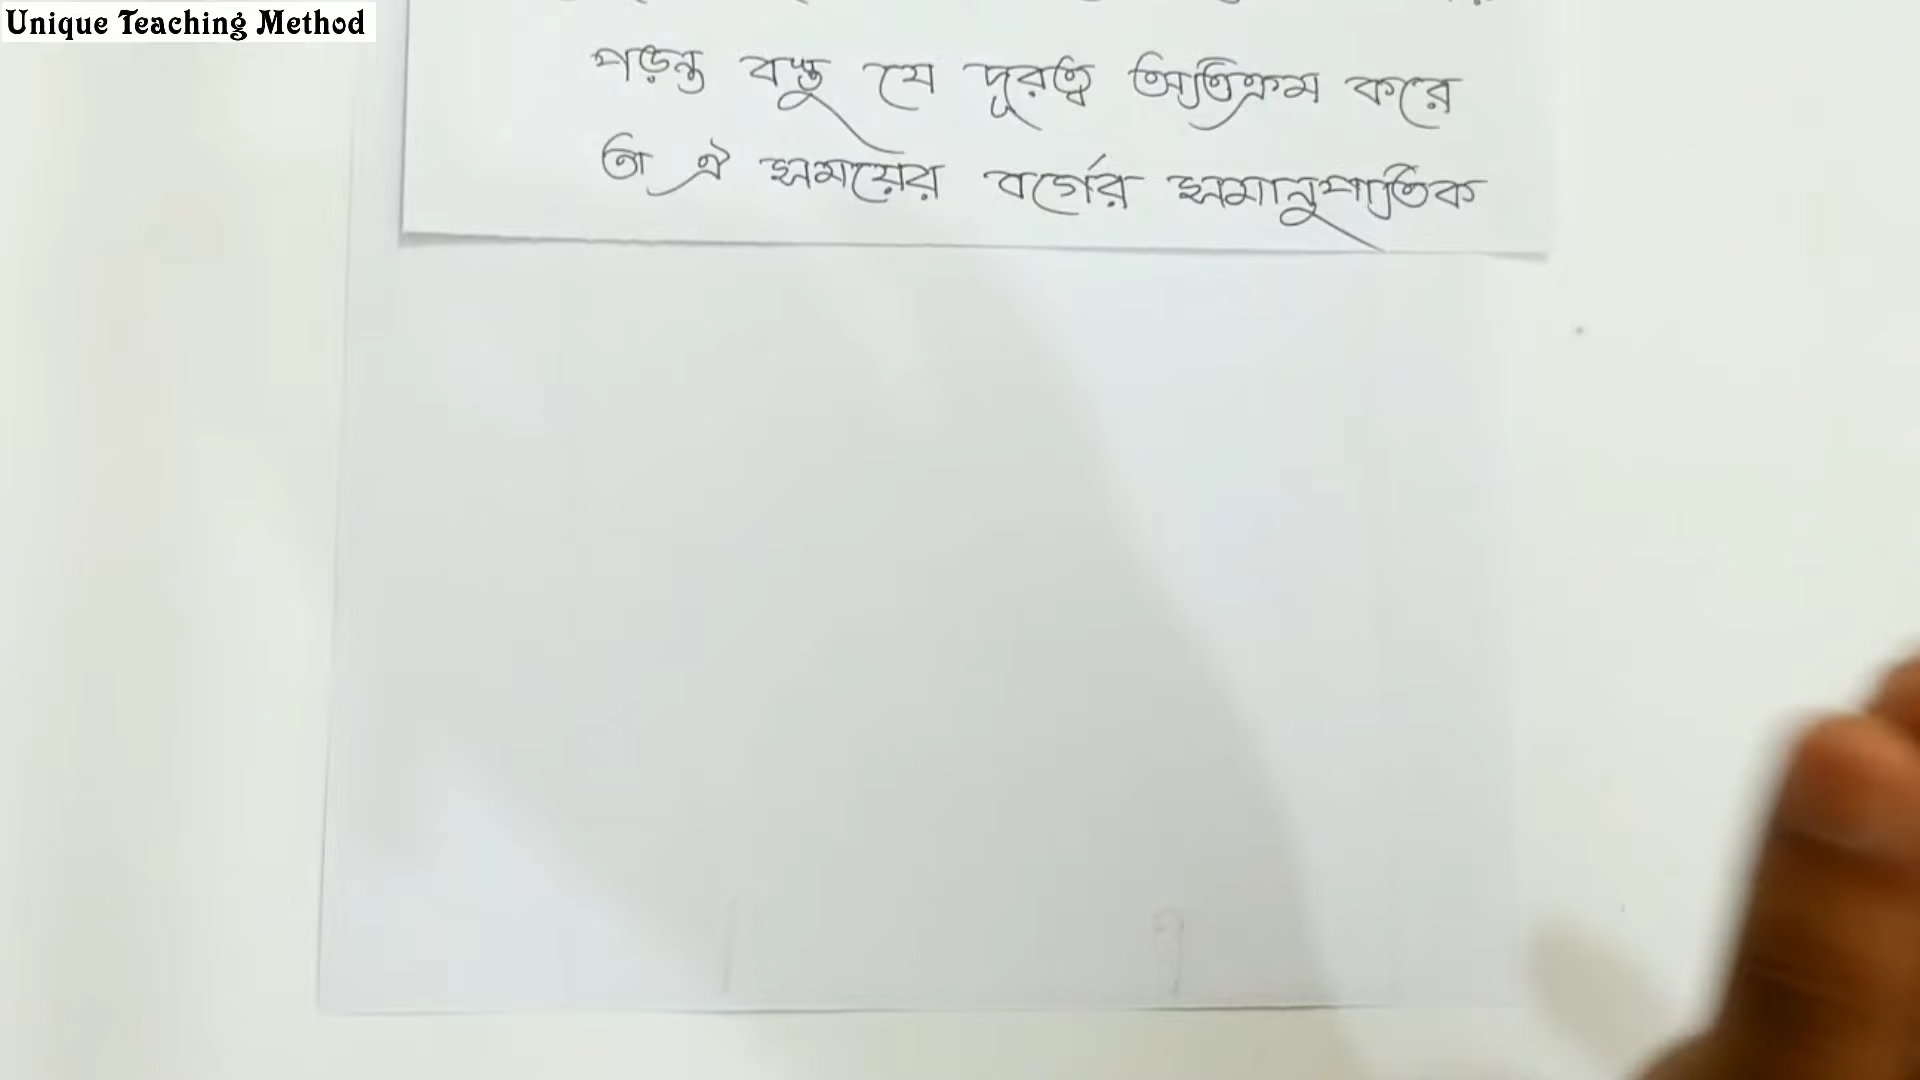 Unique Teaching Method
পড়ন্ত বস্তু যে দূরত্ব অতিক্রম করে
তা ঐ সময়ের বর্গের সমানুপাতিক